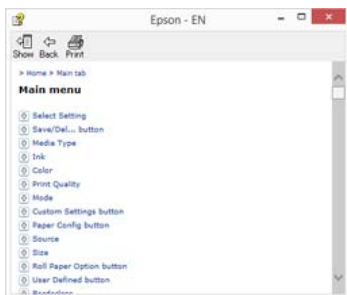 Epson - EN
Show Back Print
> Home > Main tab
Main menu
Select Setting
Save/Del... button
Media Type
Ink
Color
Print Quality
Mode
Custom Settings button
Paper Config button
Source
Size
Roll Paper Option button
User Defined button
Borderless